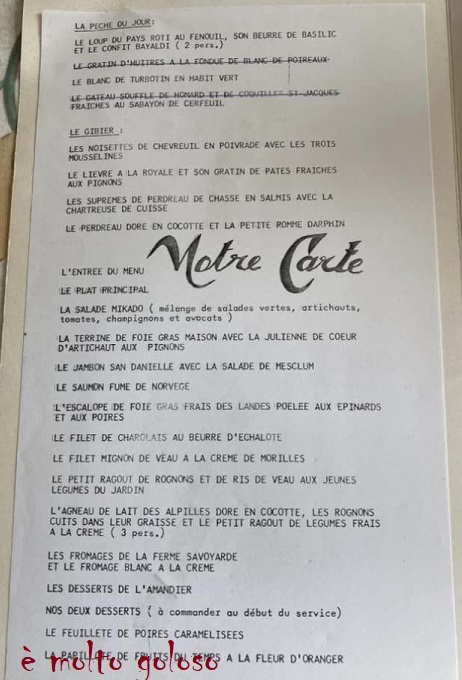 LA PECHE DU JOUR:
LE LOUP DU PAYS ROTI AU FENOUIL, SON BEURRE DE BASILIC
ET LE CONFIT BAYALDI ( 2 pers.)
LE GRATIN D'HUITRES A LA FONDUE DE BLANC DE POIREAUX
LE BLANC DE TURBOTIN EN HABIT VERT
LE GATEAU SOUFFLE DE HOMARD ET DE COQUILLES ST-JACQUES
FRAICHES AU SABAYON DE CERFEUIL
LE GIBIER :
LES NOISETTES DE CHEVREUIL EN POIVRADE AVEC LES TROIS
MOUSSELINES
LE LIEVRE A LA ROYALE ET SON GRATIN DE PATES FRAICHES
AUX PIGNONS
LES SUPREMES DE PERDREAU DE CHASSE EN SALMIS AVEC LA
CHARTREUSE DE CUISSE
LE PERDREAU DORE EN COCOTTE ET LA PETITE ROMME DARPHIN
Notre Carte
L'ENTREE DU MENU
LE PLAT PRINCIPAL
LA SALADE MIKADO ( mélange de salades vertes, artichauts,
tomates, champignons et avocats )
LA TERRINE DE FOIE GRAS MAISON AVEC LA JULIENNE DE COEUR
D'ARTICHAUT AUX PIGNONS
LE JAMBON SAN DANIELLE AVEC LA SALADE DE MESCLUM
LE SAUMON FUME DE NORVEGE
L'ESCALOPE DE FOIE GRAS FRAIS DES LANDES POELEE AUX EPINARDS
ET AUX POIRES
LE FILET DE CHAROLAIS AU BEURRE D'ECHALOTE
LE FILET MIGNON DE VEAU A LA CREME DE MORILLES
LE PETIT RAGOUT DE ROGNONS ET DE RIS DE VEAU AUX JEUNES
LEGUMES DU JARDIN
L'AGNEAU DE LAIT DES ALPILLES DORE EN COCOTTE, LES ROGNONS
CUITS DANS LEUR GRAISSE ET LE PETIT RAGOUT DE LEGUMES FRAIS
A LA CREME ( 3 pers.)
LES FROMAGES DE LA FERME SAVOYARDE
ET LE FROMAGE BLANC A LA CREME
LES DESSERTS DE L'AMANDIER
NOS DEUX DESSERTS ( à commander au début du service)
LE FEUILLETE DE POIRES CARAMELISEES
è molto goloso
LA PAPILLOTE DE FRUITS DU TEMPS A LA FLEUR D'ORANGER